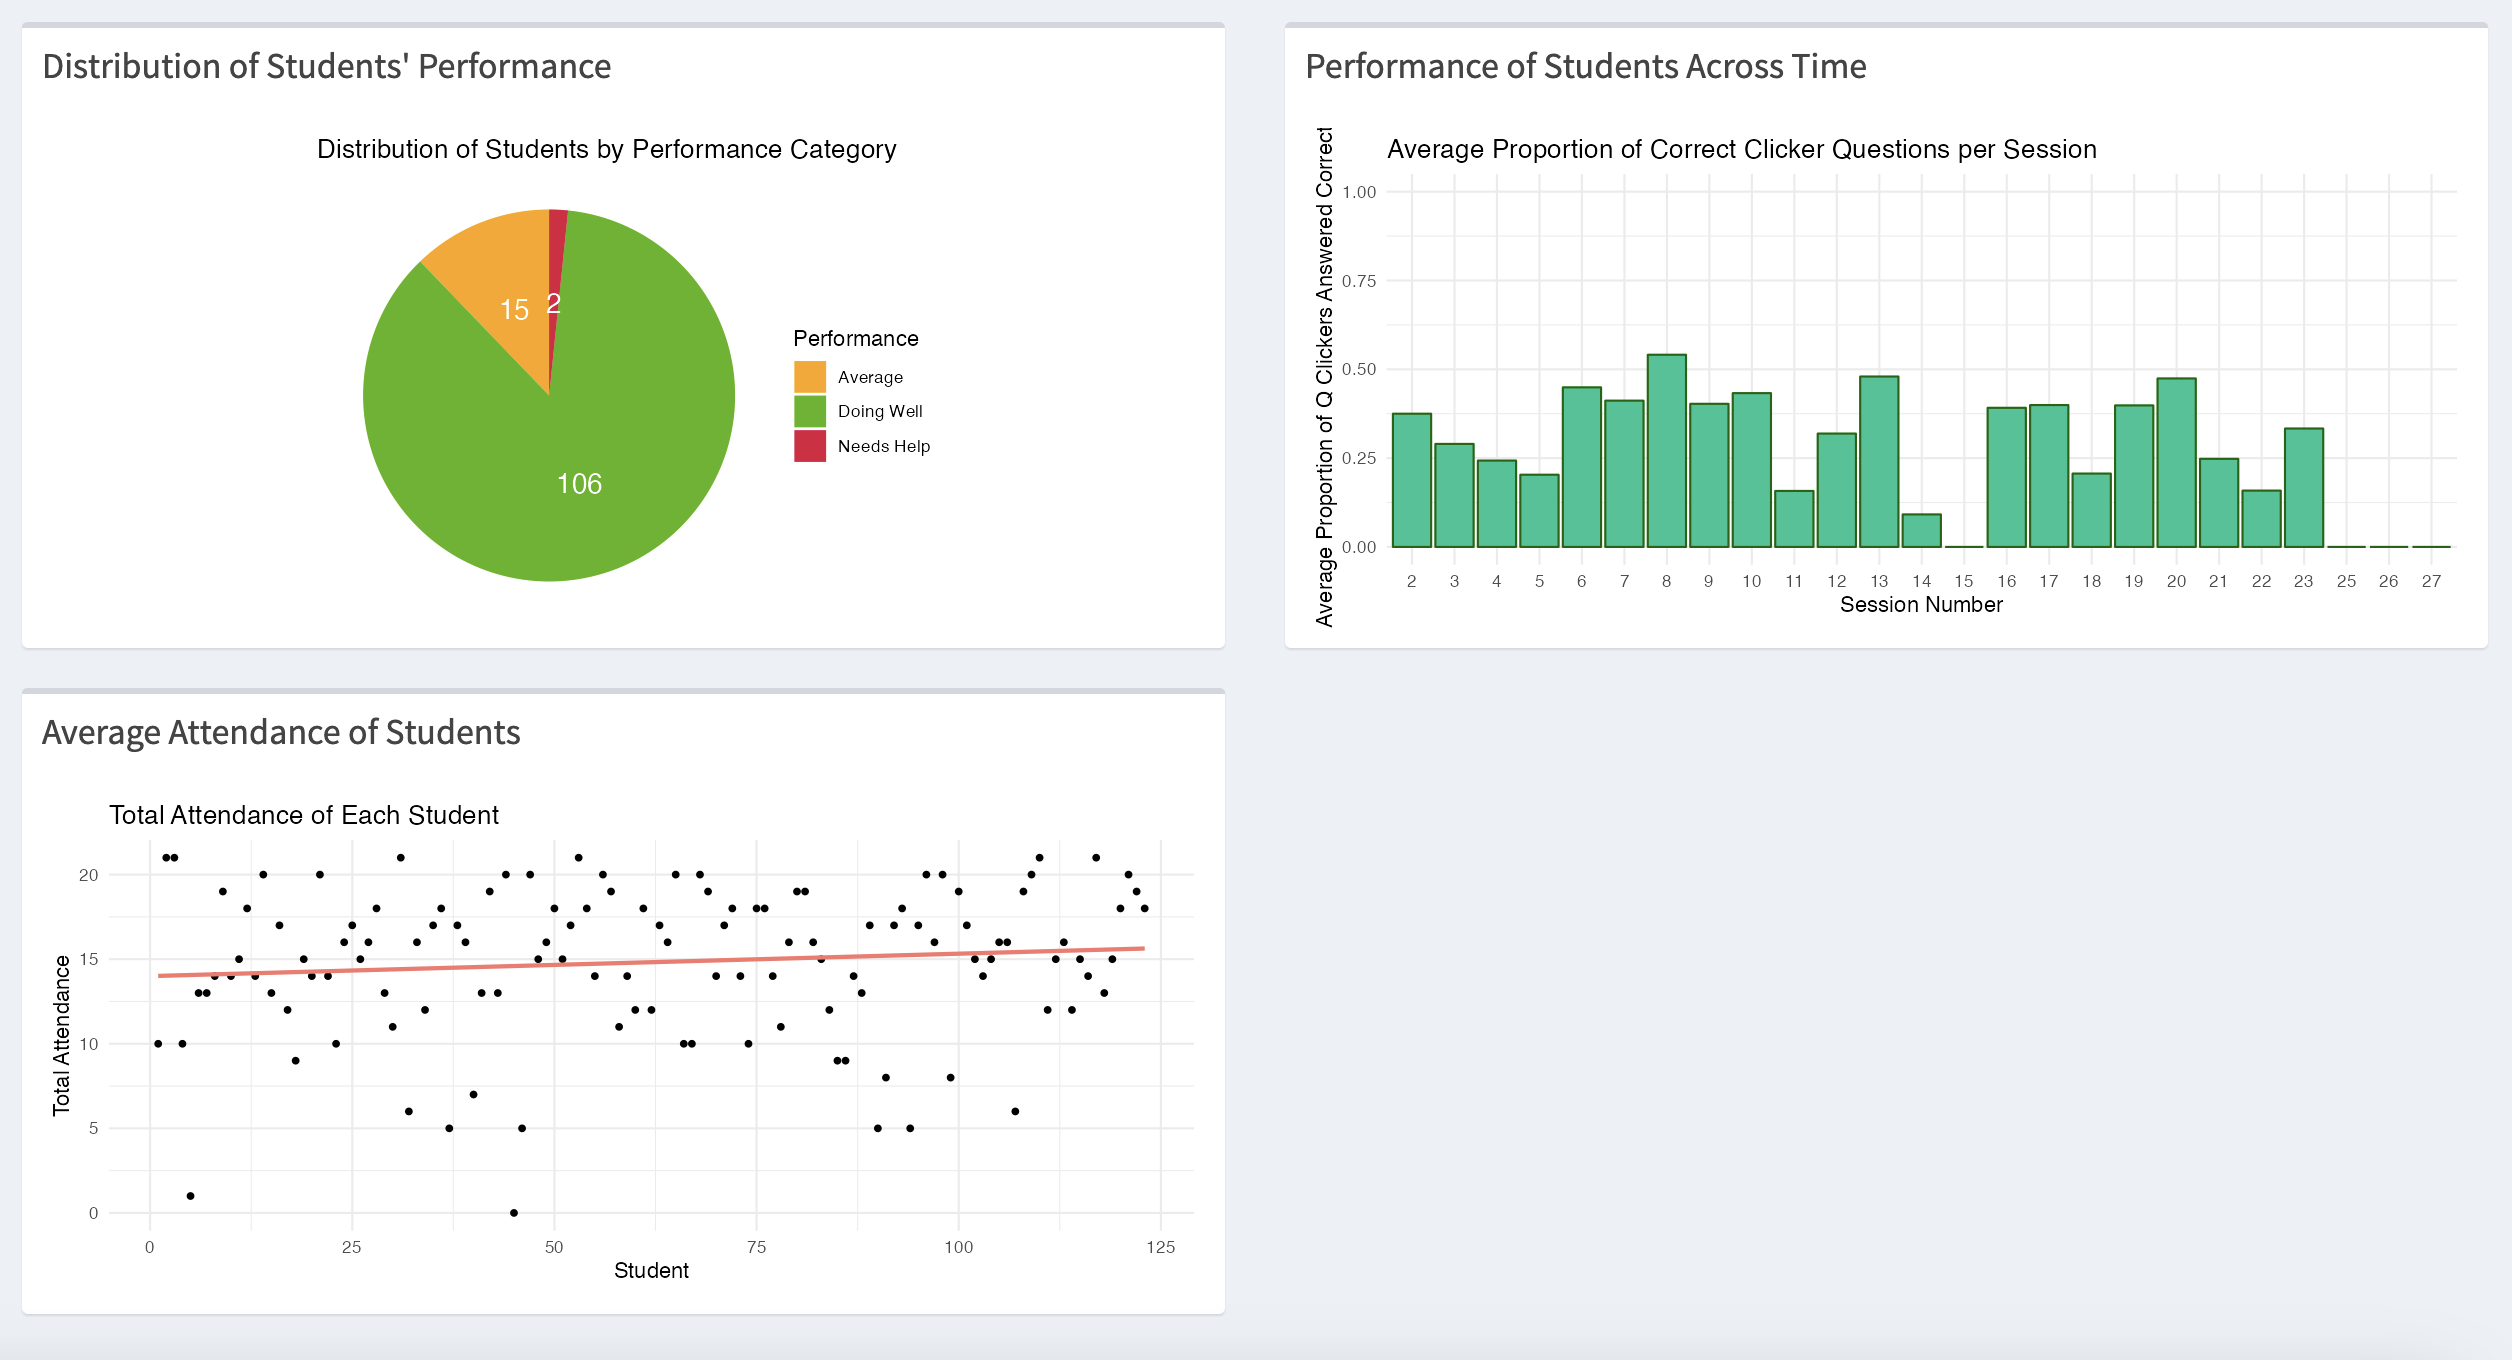 Distribution of Students' Performance
Distribution of Students by Performance Category
15
2
106
Performance
Average
Doing Well
Needs Help
Performance of Students Across Time
Average Proportion of Correct Clicker Questions per Session
Average Proportion of Q Clickers Answered Correct
1.00
0.75
0.50
0.25
0.00
2 3 4 5 6 7 8 9 10 11 12 13 14 15 16 17 18 19 20 21 22 23 25 26 27
Session Number
Average Attendance of Students
Total Attendance of Each Student
Total Attendance
20
15
10
5
0
0 25 50 75 100 125
Student